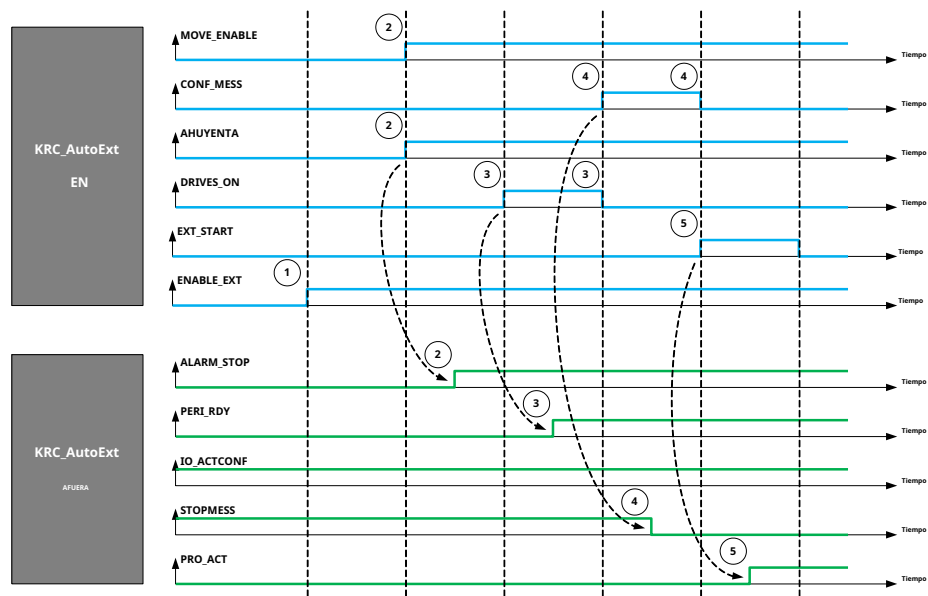 2
MOVE_ENABLE
Tiempo
4
4
CONF_MESS
Tiempo
2
AHUYENTA
Tiempo
KRC_AutoExt
EN
3
3
DRIVES_ON
Tiempo
5
EXT_START
Tiempo
1
ENABLE_EXT
Tiempo
2
ALARM_STOP
Tiempo
3
PERI_RDY
Tiempo
KRC_AutoExt
AFUERA
IO_ACTCONF
Tiempo
4
STOPMESS
Tiempo
5
PRO_ACT
Tiempo